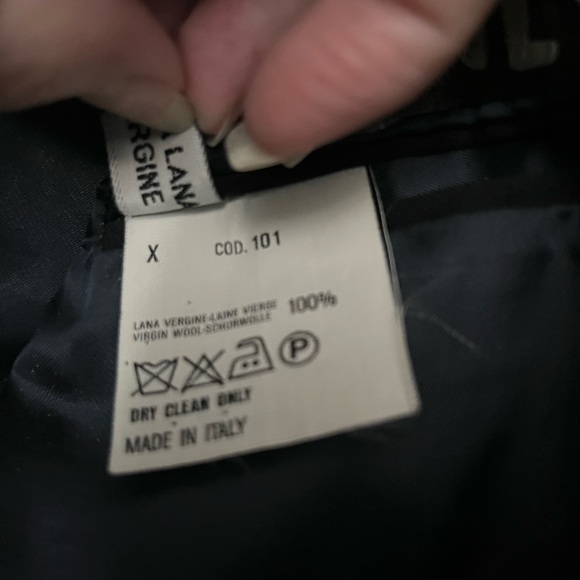 LANA
RGINE
X COD. 101
LANA VERGINE-LAINE VIERGE 100%
VIRGIN WOOL-SCHURWOLLE
P
DRY CLEAN ONLY
MADE IN ITALY